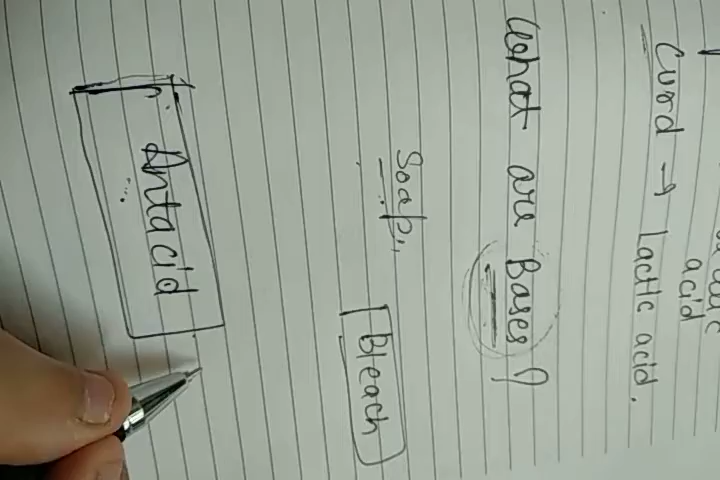 acid
Curd → Lactic acid.
What are Bases?
Soap,,
Bleach
Antacid